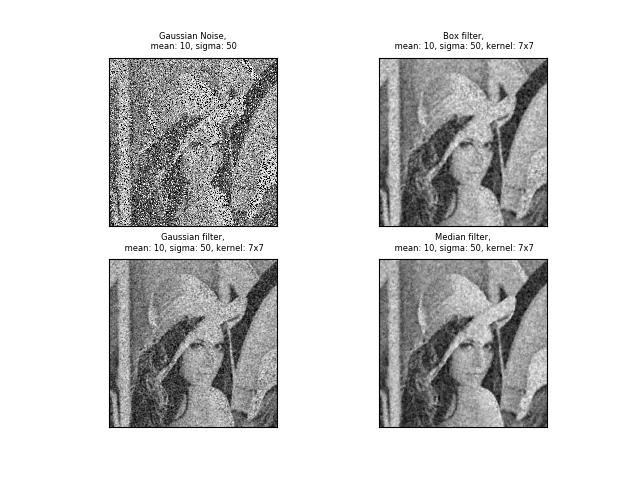 Gaussian Noise,
mean: 10, sigma: 50
Box filter,
mean: 10, sigma: 50, kernel: 7x7
Gaussian filter,
mean: 10, sigma: 50, kernel: 7x7
Median filter,
mean: 10, sigma: 50, kernel: 7x7